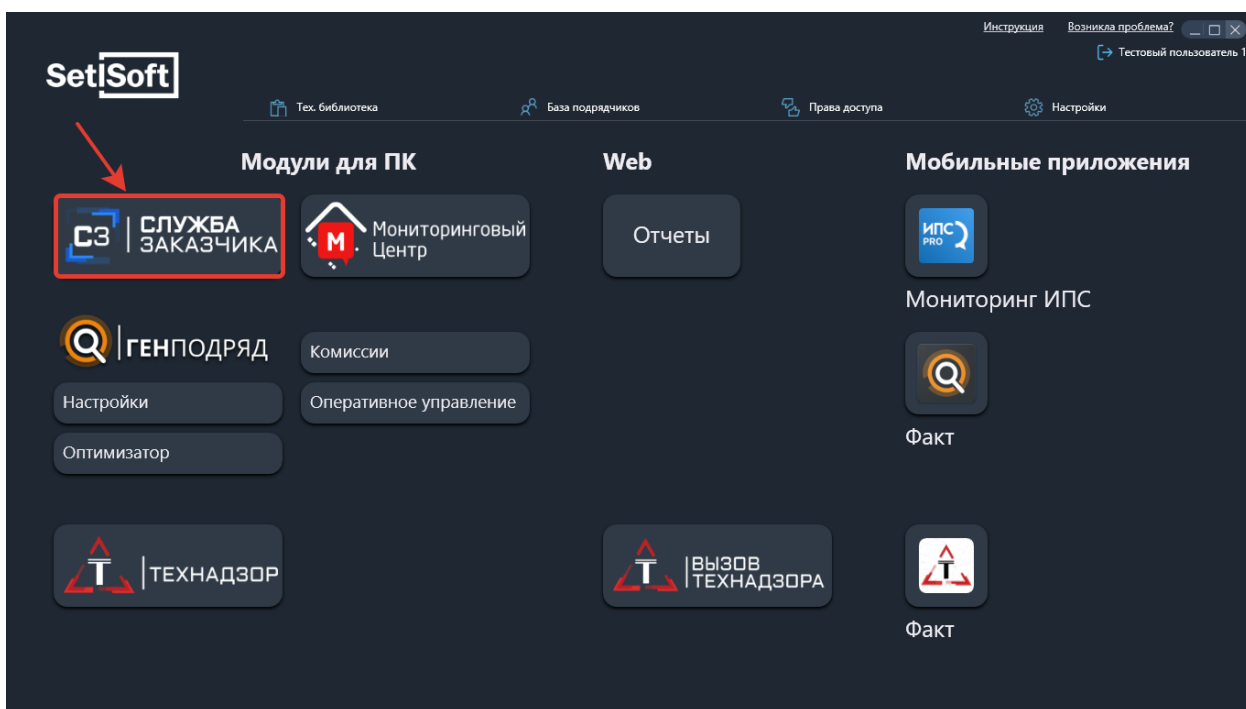 Инструкция
Возникла проблема?
Тестовый пользователь 1
SetlSoft
Тех. библиотека
База подрядчиков
Права доступа
Настройки
Модули для ПК
Web
Мобильные приложения
СЗ
СЛУЖБА
ЗАКАЗЧИКА
М
Мониторинговый
Центр
Отчеты
ИПС
PRO
Мониторинг ИПС
ГЕНПОДРЯД
Комиссии
Настройки
Оперативное управление
Оптимизатор
Факт
Т
ТЕХНАДЗОР
Т
ВЫЗОВ
ТЕХНАДЗОРА
Т
Факт